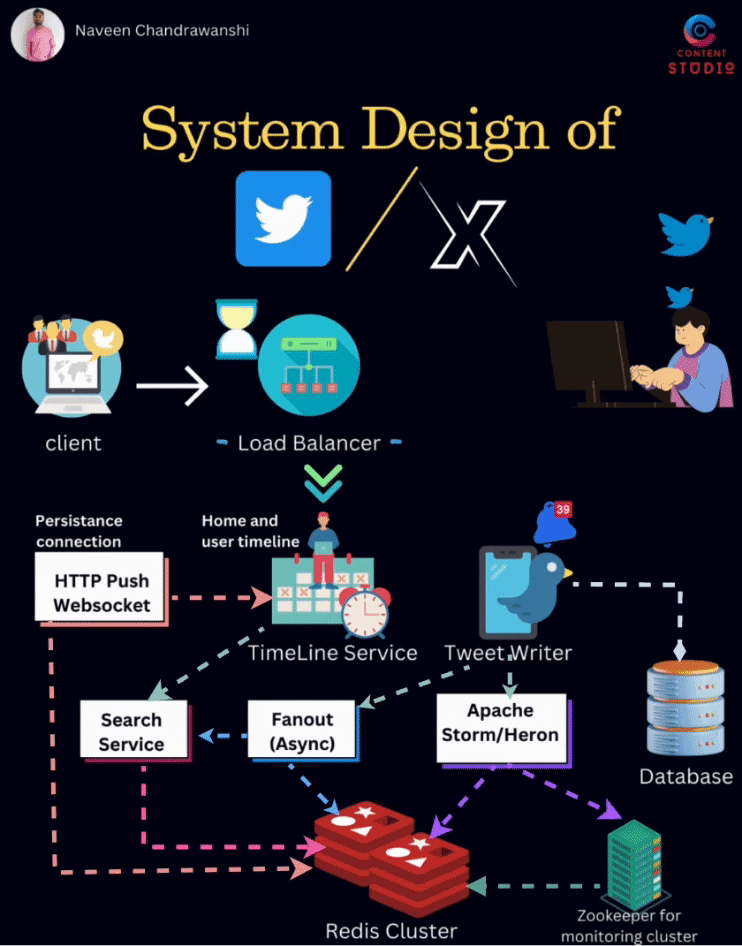 Naveen Chandrawanshi
CONTENT
STUDIO
System Design of
X
client
Load Balancer
Persistance
connection
Home and
user timeline
39
HTTP Push
Websocket
TimeLine Service
Tweet Writer
Search
Service
Fanout
(Async)
Apache
Storm/Heron
Database
Redis Cluster
Zookeeper for
monitoring cluster